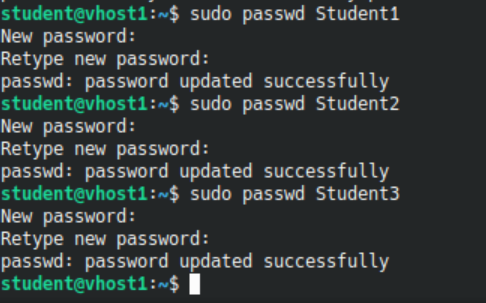 student@vhost1:~$ sudo passwd Student1
New password:
Retype new password:
passwd: password updated successfully
student@vhost1:~$ sudo passwd Student2
New password:
Retype new password:
passwd: password updated successfully
student@vhost1:~$ sudo passwd Student3
New password:
Retype new password:
passwd: password updated successfully
student@vhost1:~$